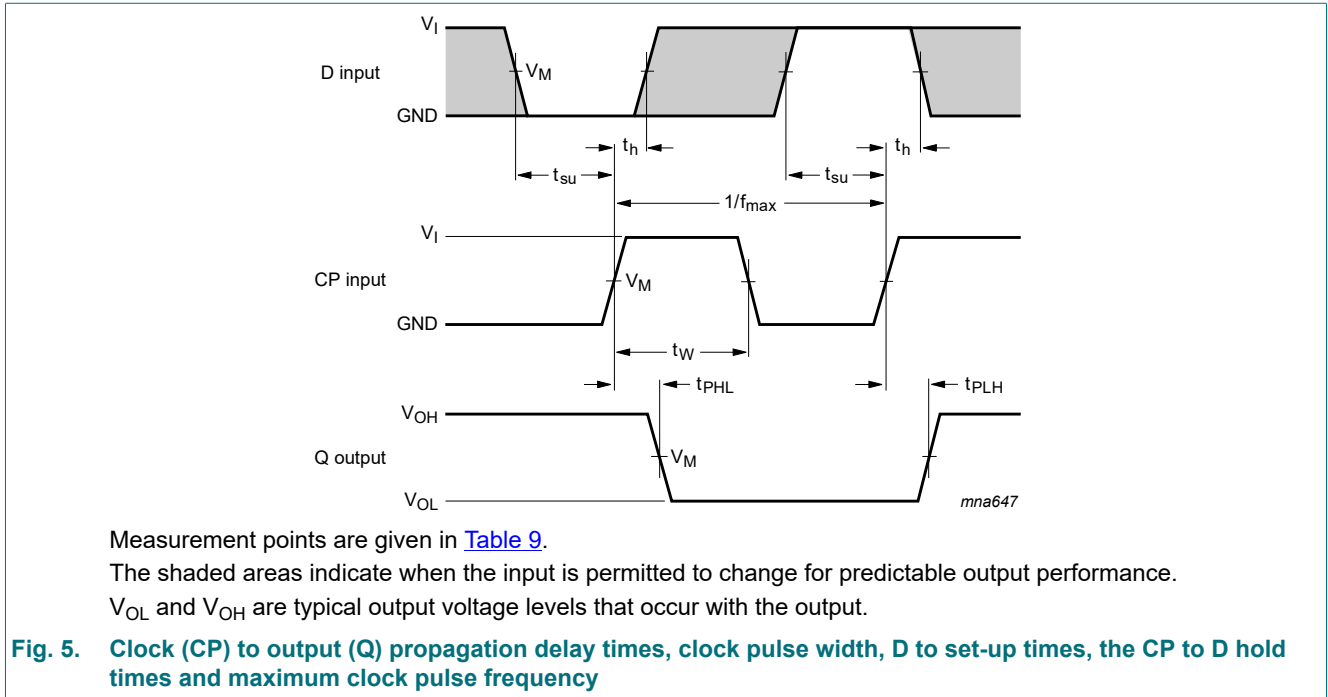 VI
D input
VM
GND
th
th
tsu
tsu
1/fmax
VI
CP input
VM
GND
tW
tPHL
tPLH
VOH
Q output
VM
VOL
mna647
Measurement points are given in Table 9.
The shaded areas indicate when the input is permitted to change for predictable output performance.
VOL and VOH are typical output voltage levels that occur with the output.
Fig. 5. Clock (CP) to output (Q) propagation delay times, clock pulse width, D to set-up times, the CP to D hold
times and maximum clock pulse frequency